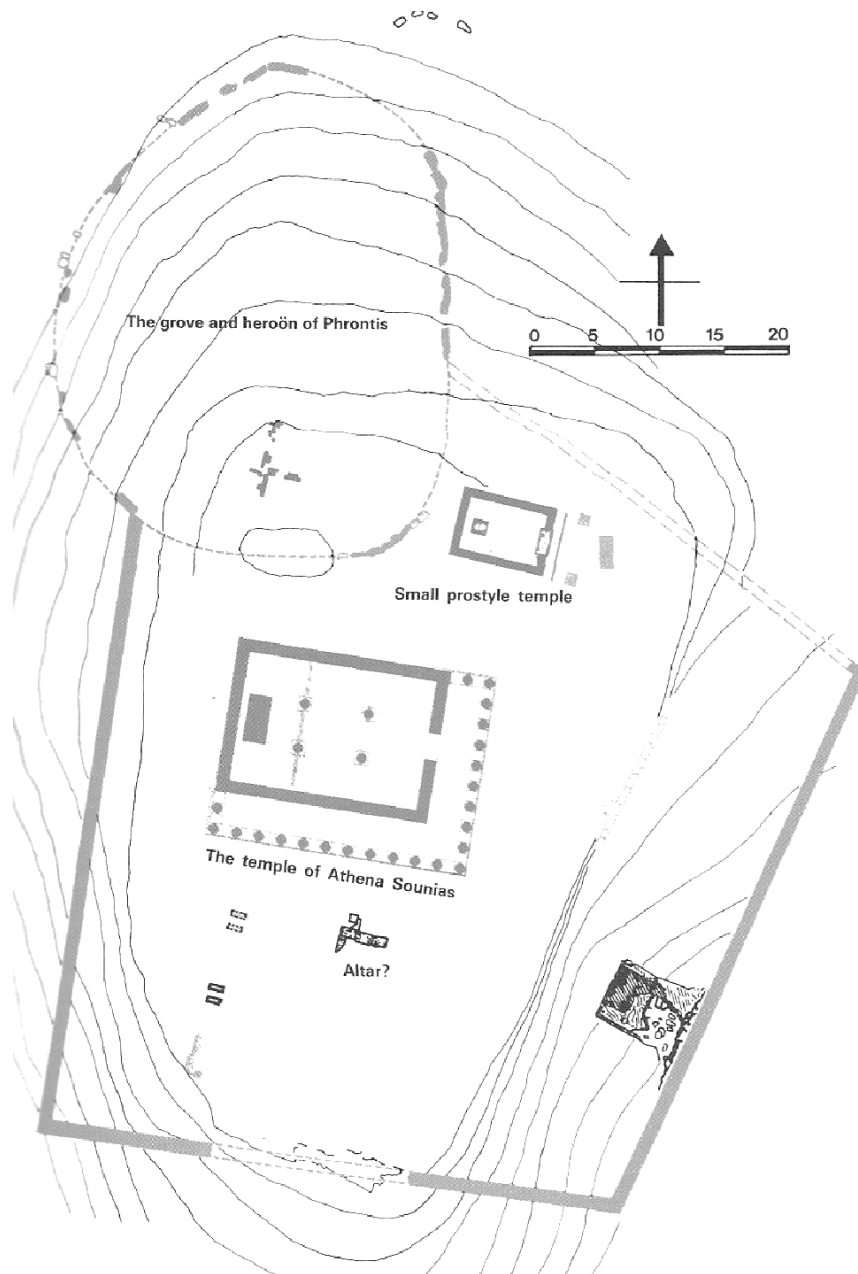 The grove and heroön of Phrontis
0 5 10 15 20
Small prostyle temple
The temple of Athena Sounias
Altar?